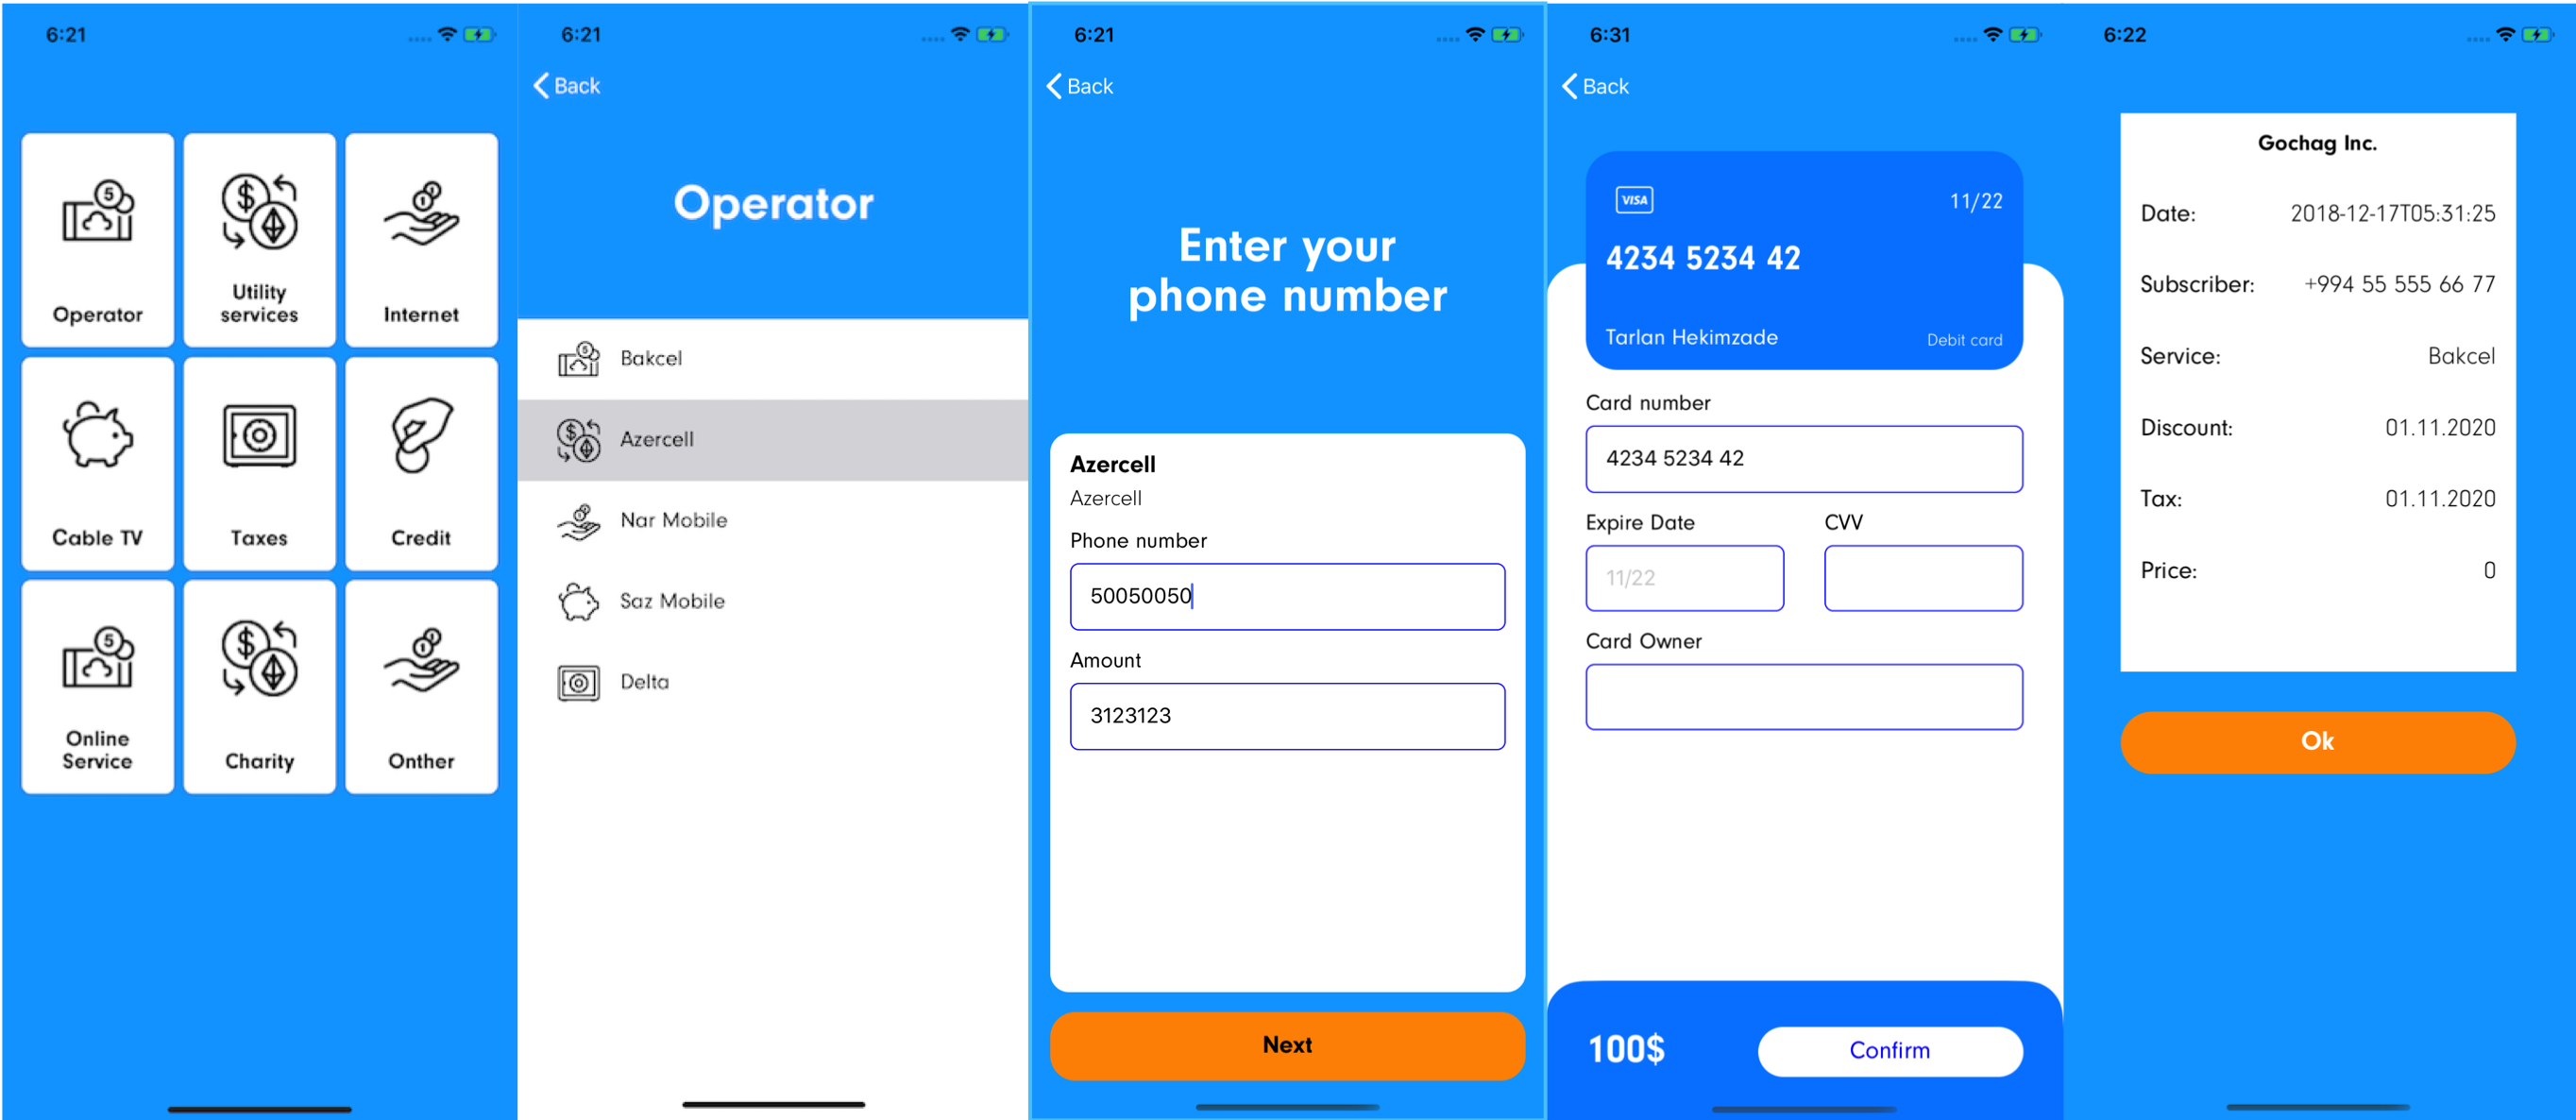 6:21
5
$
1
Operator
Utility
services
Internet
Cable TV
Taxes
Credit
5
$
1
Online
Service
Charity
Onther
6:21
Back
Operator
5
Bakcel
$
Azercell
Nar Mobile
Saz Mobile
Delta
6:21
Back
Enter your
phone number
Azercell
Azercell
Phone number
50050050
Amount
3123123
Next
6:31
Back
VISA
11/22
4234 5234 42
Tarlan Hekimzade
Debit card
Card number
4234 5234 42
Expire Date
CVV
11/22
Card Owner
100$
Confirm
6:22
Gochag Inc.
Date: 2018-12-17T05:31:25
Subscriber: +994 55 555 66 77
Service: Bakcel
Discount: 01.11.2020
Tax: 01.11.2020
Price: 0
Ok